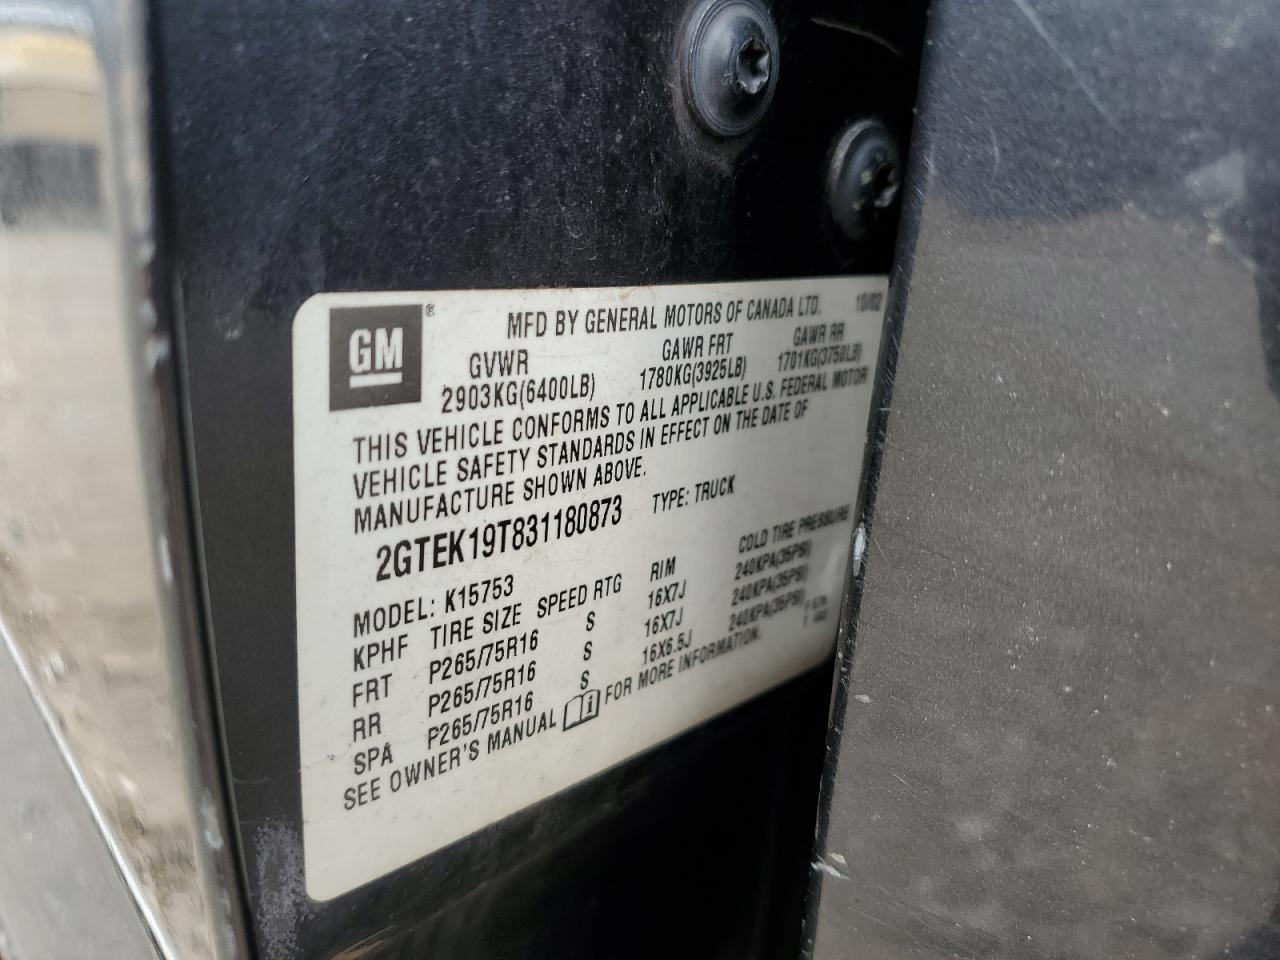 GM ® MFD BY GENERAL MOTORS OF CANADA LTD. 10/02
GVWR GAWR FRT GAWR RR
2903KG(6400LB) 1780KG(3925LB) 1701KG(3750LB)
THIS VEHICLE CONFORMS TO ALL APPLICABLE U.S. FEDERAL MOTOR
VEHICLE SAFETY STANDARDS IN EFFECT ON THE DATE OF
MANUFACTURE SHOWN ABOVE.
2GTEK19T831180873 TYPE: TRUCK
MODEL: K15753
KPHF TIRE SIZE SPEED RTG RIM COLD TIRE PRESSURE
FRT P265/75R16 S 16X7J 240KPA(35PSI)
RR P265/75R16 S 16X7J 240KPA(35PSI)
SPA P265/75R16 S 16X6.5J 240KPA(35PSI)
SEE OWNER'S MANUAL FOR MORE INFORMATION.